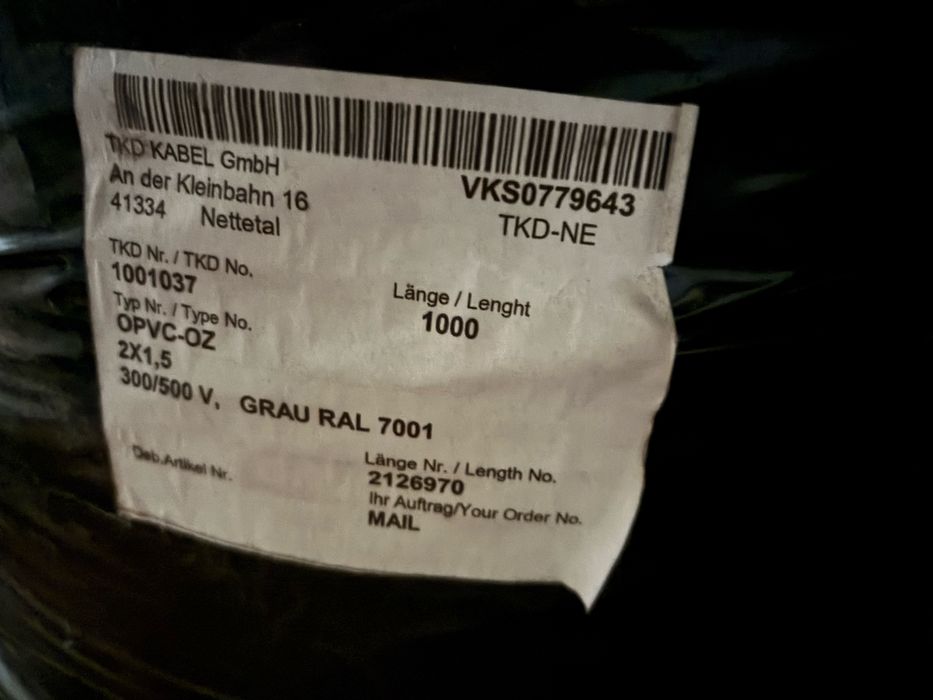 TKD KABEL GmbH
An der Kleinbahn 16
41334 Nettetal
VKS0779643
TKD-NE
TKD Nr. / TKD No.
1001037
Länge / Lenght
1000
Typ Nr. / Type No.
OPVC-OZ
2X1,5
300/500 V, GRAU RAL 7001
Deb.Artikel Nr.
Länge Nr. / Length No.
2126970
Ihr Auftrag/Your Order No.
MAIL